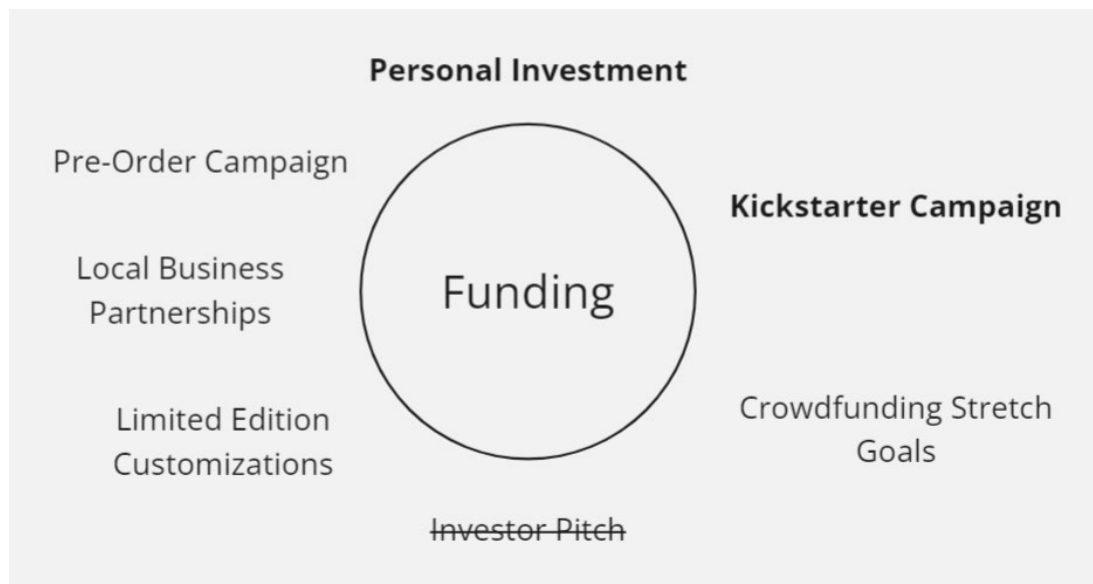 Personal Investment
Pre-Order Campaign
Kickstarter Campaign
Local Business
Partnerships
Funding
Crowdfunding Stretch
Goals
Limited Edition
Customizations
Investor Pitch